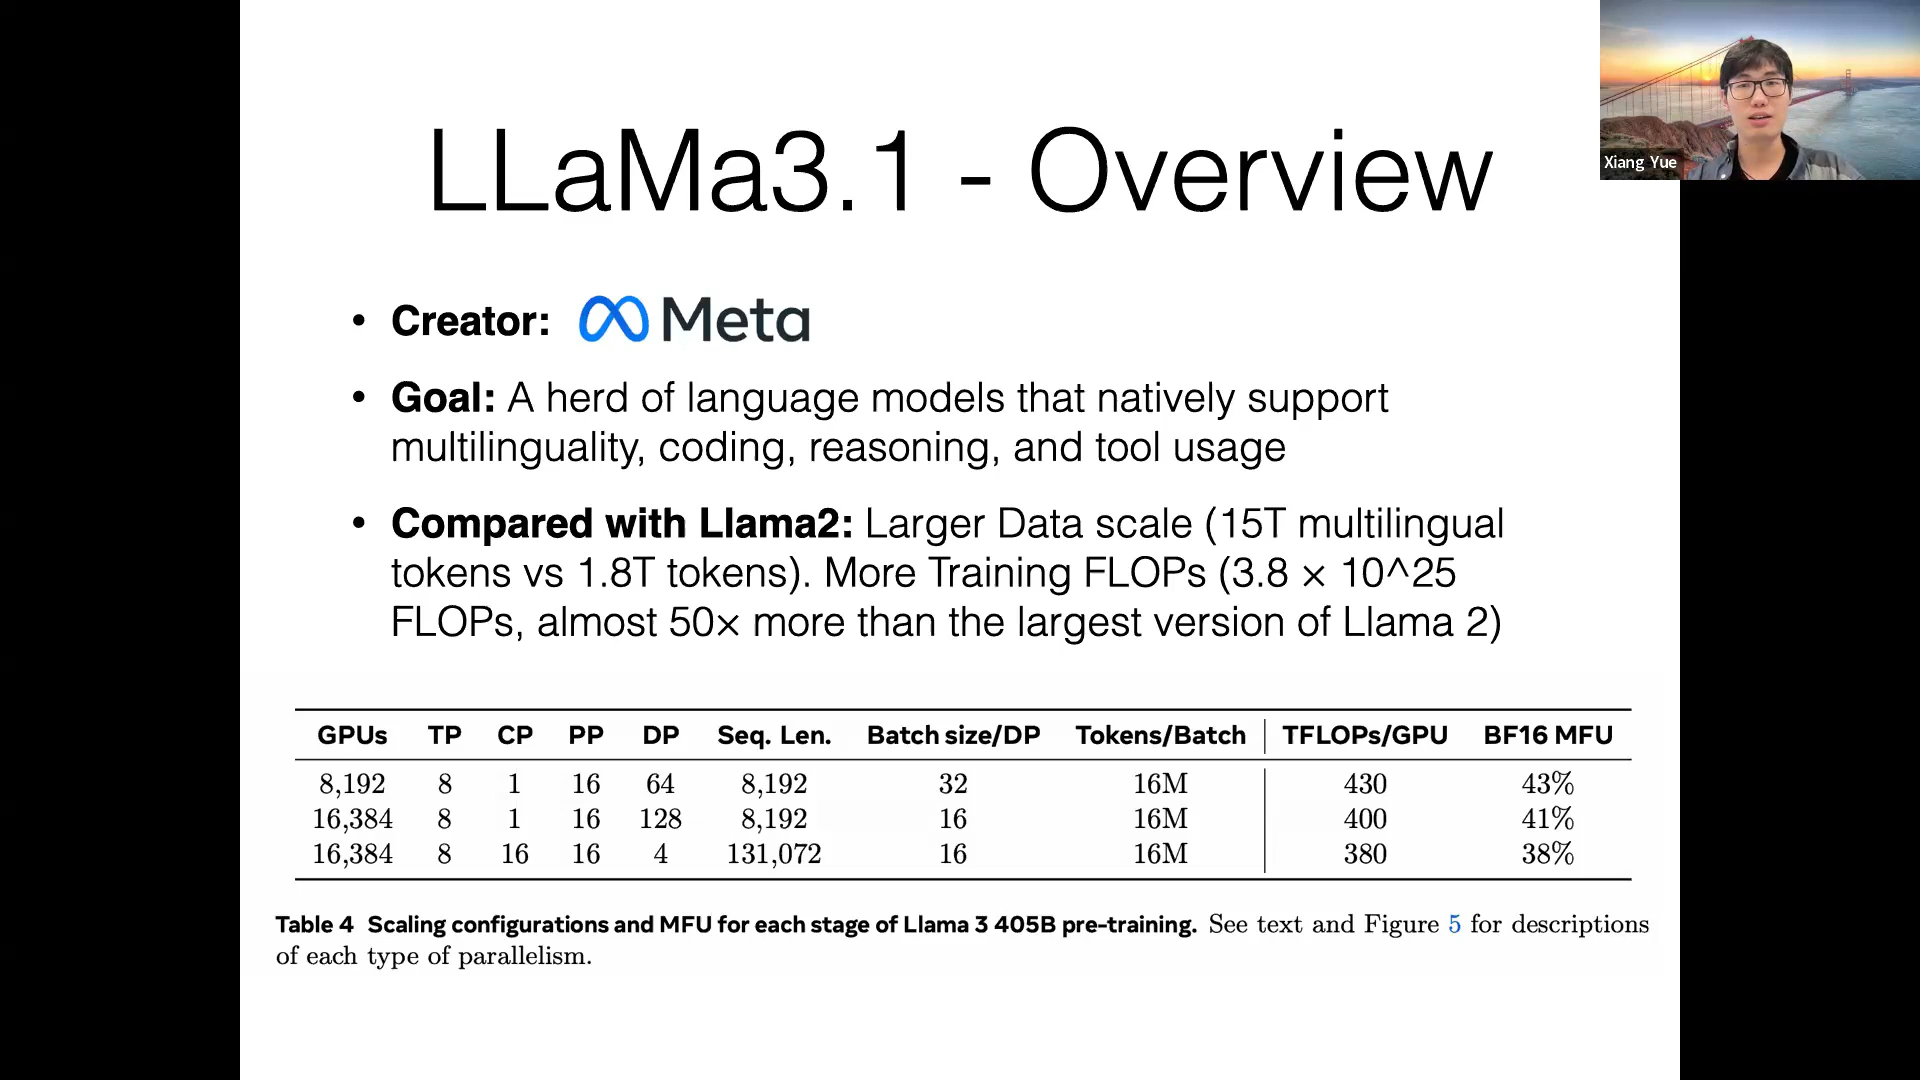 LLaMa3.1 - Overview
Xiang Yue
• Creator: Meta
• Goal: A herd of language models that natively support
multilinguality, coding, reasoning, and tool usage
• Compared with Llama2: Larger Data scale (15T multilingual
tokens vs 1.8T tokens). More Training FLOPs (3.8 × 10^25
FLOPs, almost 50× more than the largest version of Llama 2)
GPUs TP CP PP DP Seq. Len. Batch size/DP Tokens/Batch TFLOPs/GPU BF16 MFU
8,192 8 1 16 64 8,192 32 16M 430 43%
16,384 8 1 16 128 8,192 16 16M 400 41%
16,384 8 16 16 4 131,072 16 16M 380 38%
Table 4 Scaling configurations and MFU for each stage of Llama 3 405B pre-training. See text and Figure 5 for descriptions
of each type of parallelism.